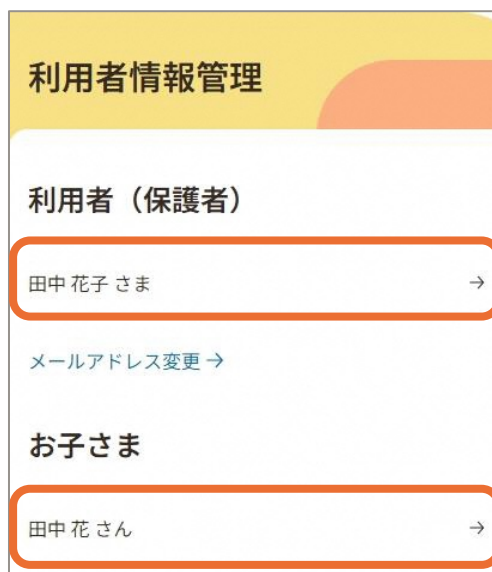 利用者情報管理
利用者（保護者）
田中 花子 さま →
メールアドレス変更 →
お子さま
田中 花 さん →